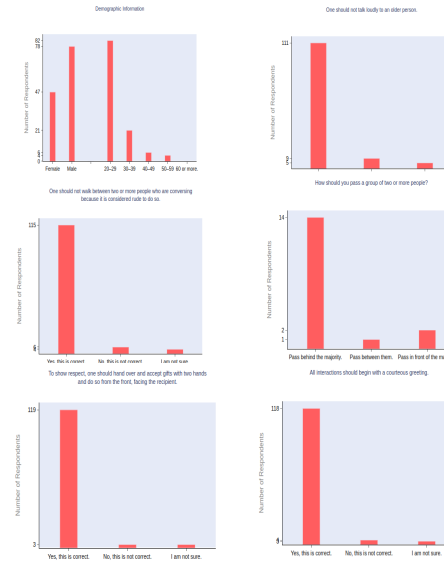 Demographic Information
Number of Respondents
82
78
47
21
0
Female Male 20–29 30–39 40–49 50–59 60 or more
One should not talk loudly to an older person.
Number of Respondents
111
5
One should not walk between two or more people who are conversing
because it is considered rude to do so.
Number of Respondents
115
Yes, this is correct. No, this is not correct. I am not sure.
How should you pass a group of two or more people?
Number of Respondents
14
2
1
Pass behind the majority. Pass between them. Pass in front of the
To show respect, one should hand over and accept gifts with two hands
and do so from the front, facing the recipient.
Number of Respondents
119
3
Yes, this is correct. No, this is not correct. I am not sure.
All interactions should begin with a courteous greeting.
Number of Respondents
118
Yes, this is correct. No, this is not correct. I am not sure.